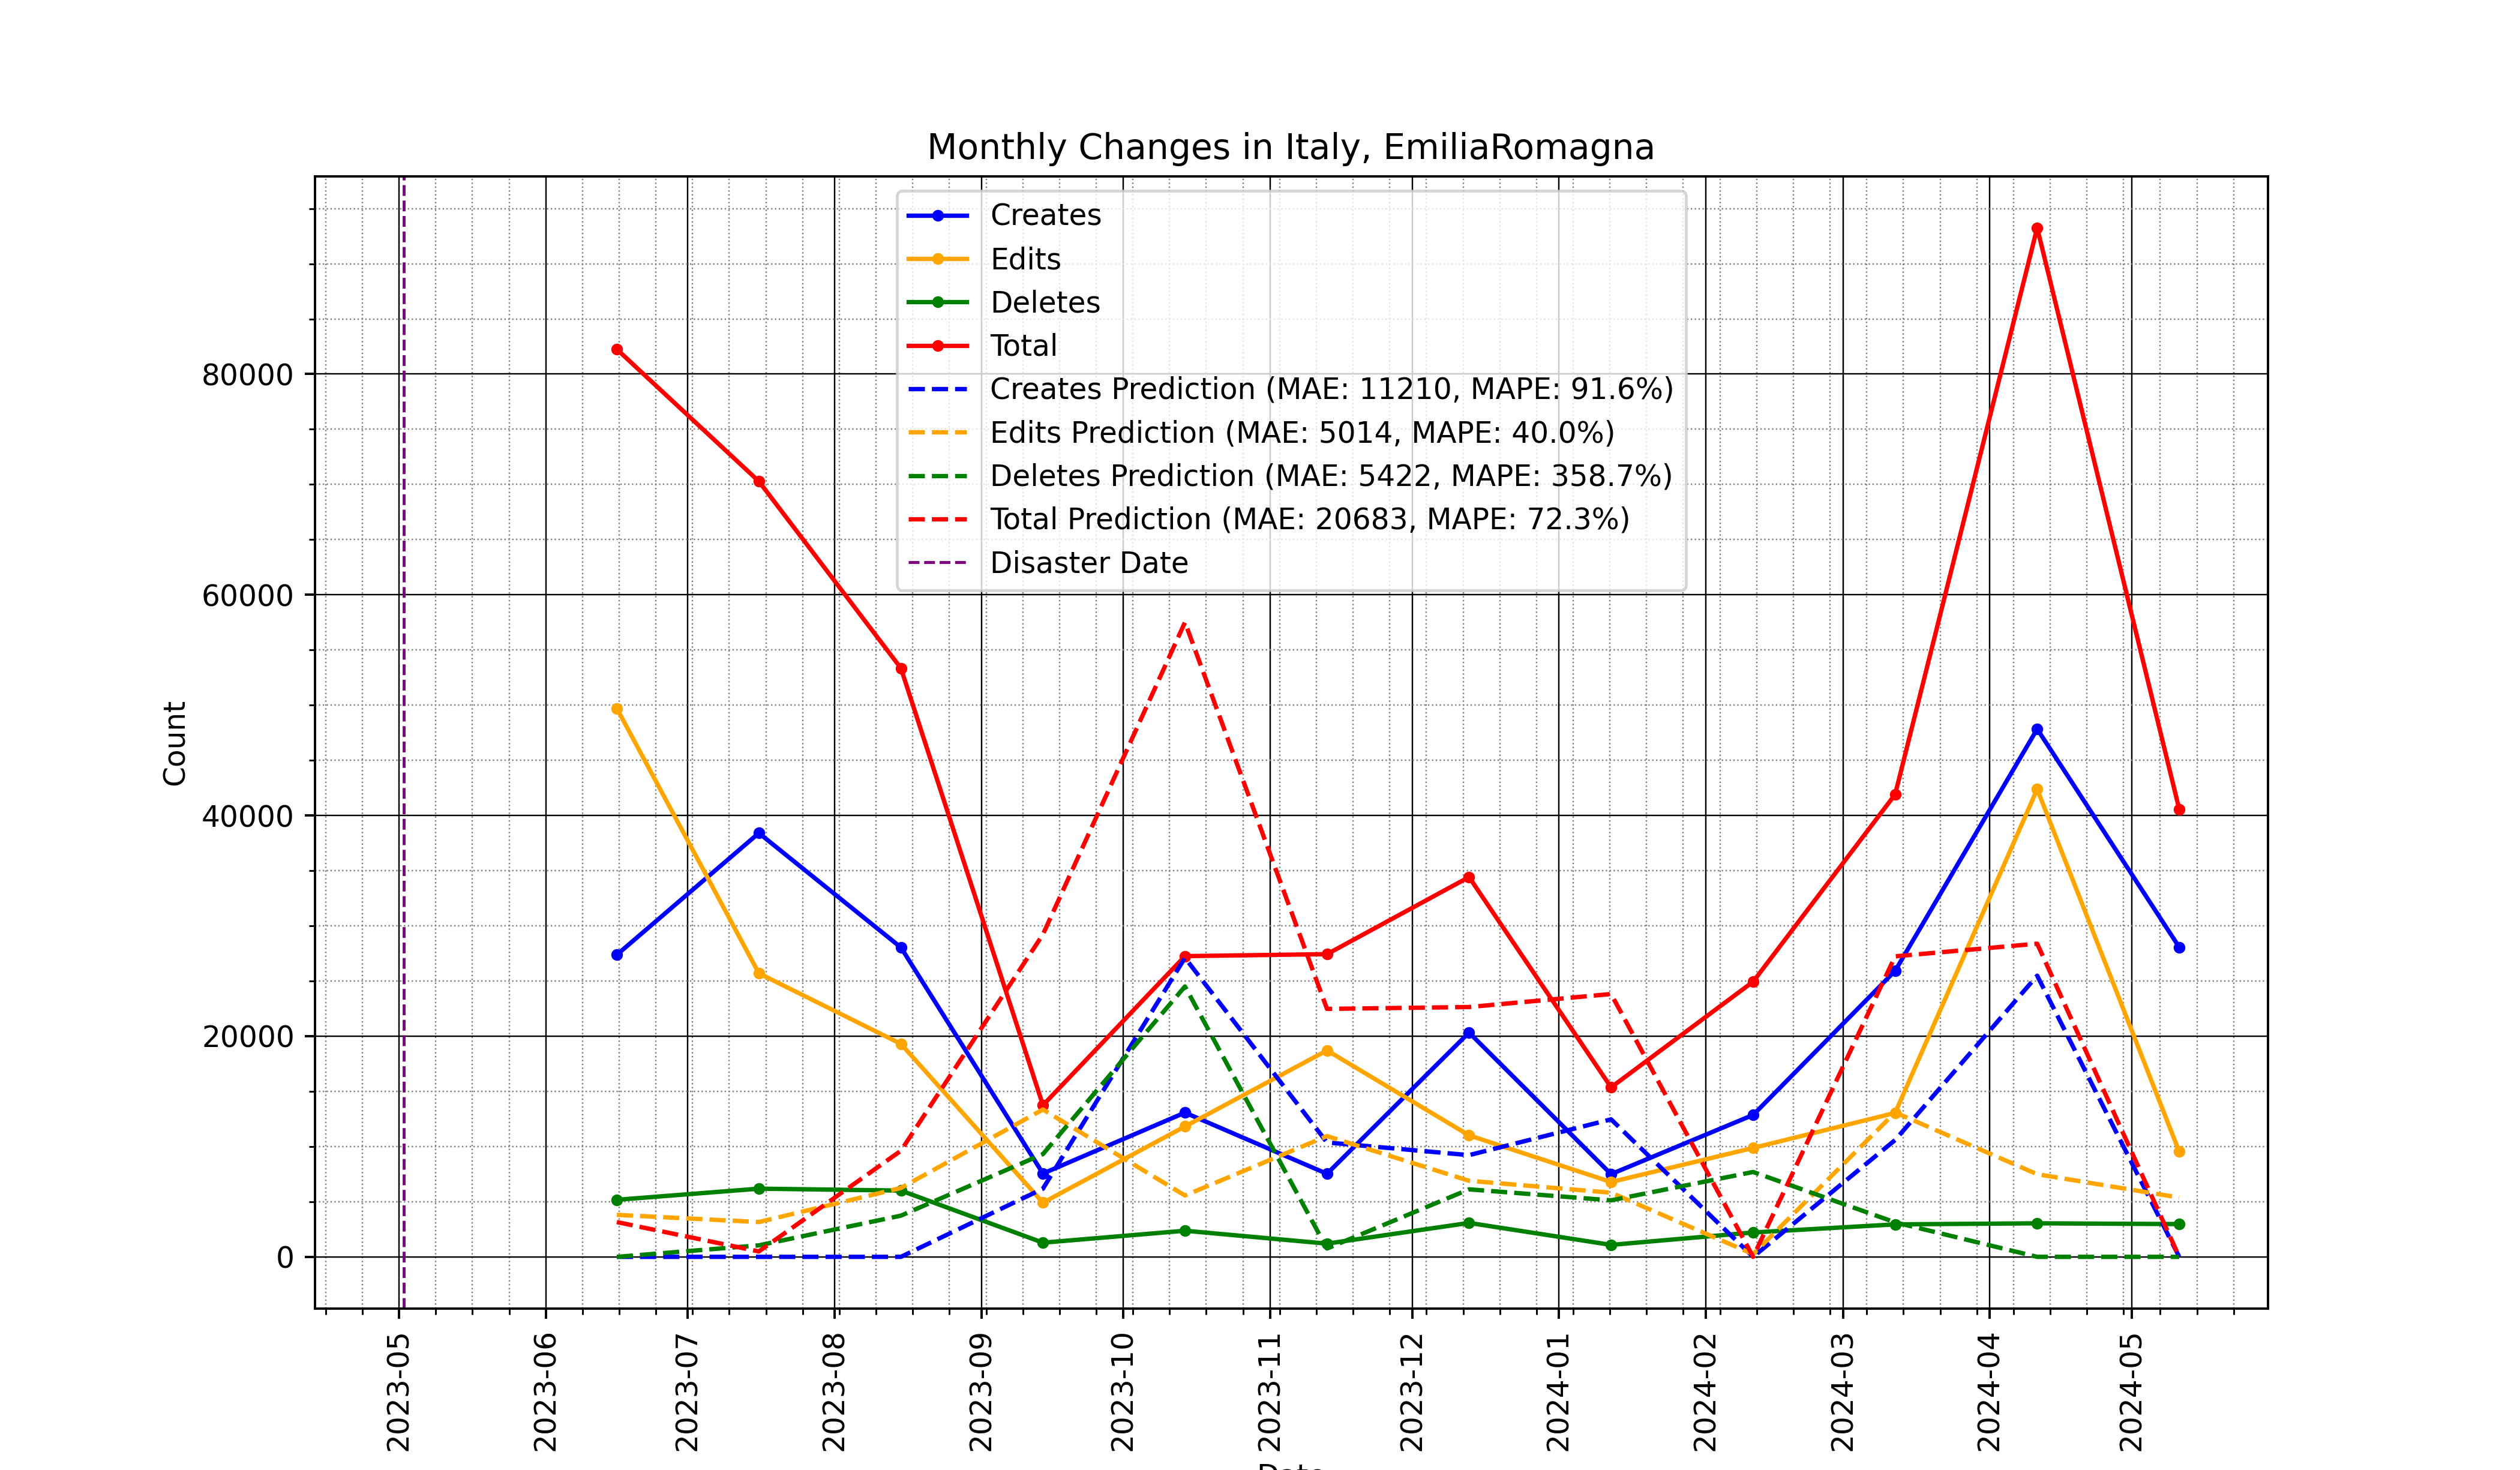 Monthly Changes in Italy, EmiliaRomagna
Creates
Edits
Deletes
Total
Creates Prediction (MAE: 11210, MAPE: 91.6%)
Edits Prediction (MAE: 5014, MAPE: 40.0%)
Deletes Prediction (MAE: 5422, MAPE: 358.7%)
Total Prediction (MAE: 20683, MAPE: 72.3%)
Disaster Date
80000
60000
40000
20000
0
Count
2023-05
2023-06
2023-07
2023-08
2023-09
2023-10
2023-11
2023-12
2024-01
2024-02
2024-03
2024-04
2024-05
Date